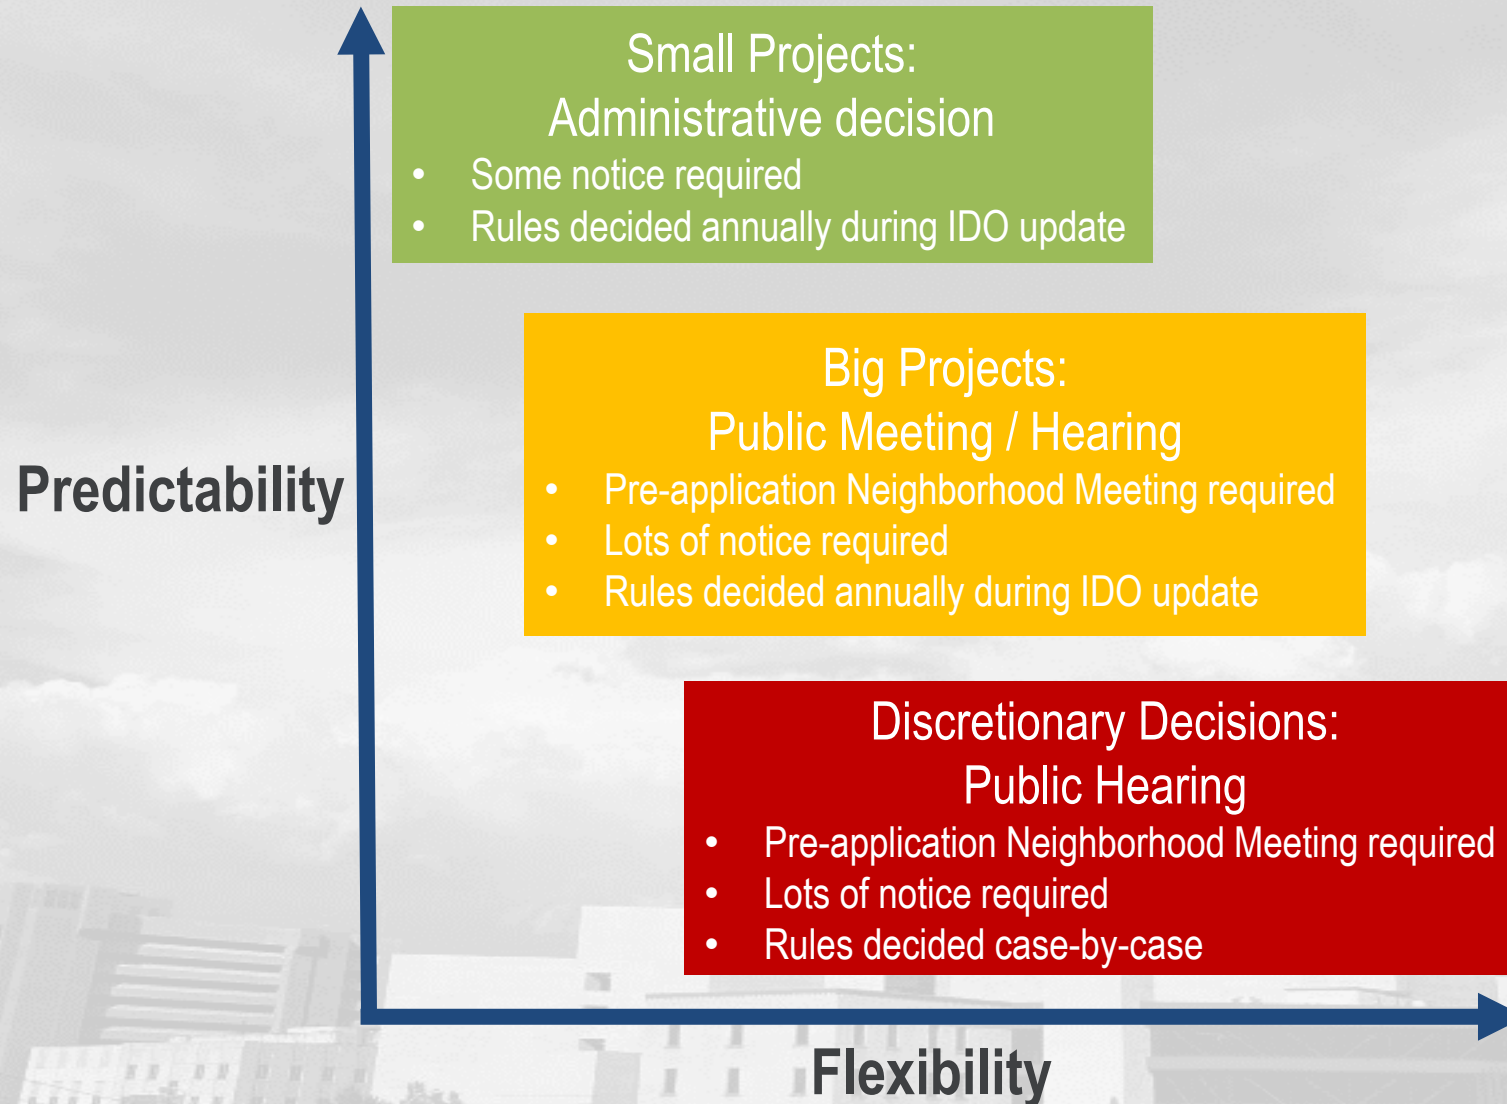 Small Projects:
Administrative decision
• Some notice required
• Rules decided annually during IDO update
Big Projects:
Public Meeting / Hearing
• Pre-application Neighborhood Meeting required
• Lots of notice required
• Rules decided annually during IDO update
Predictability
Discretionary Decisions:
Public Hearing
• Pre-application Neighborhood Meeting required
• Lots of notice required
• Rules decided case-by-case
Flexibility